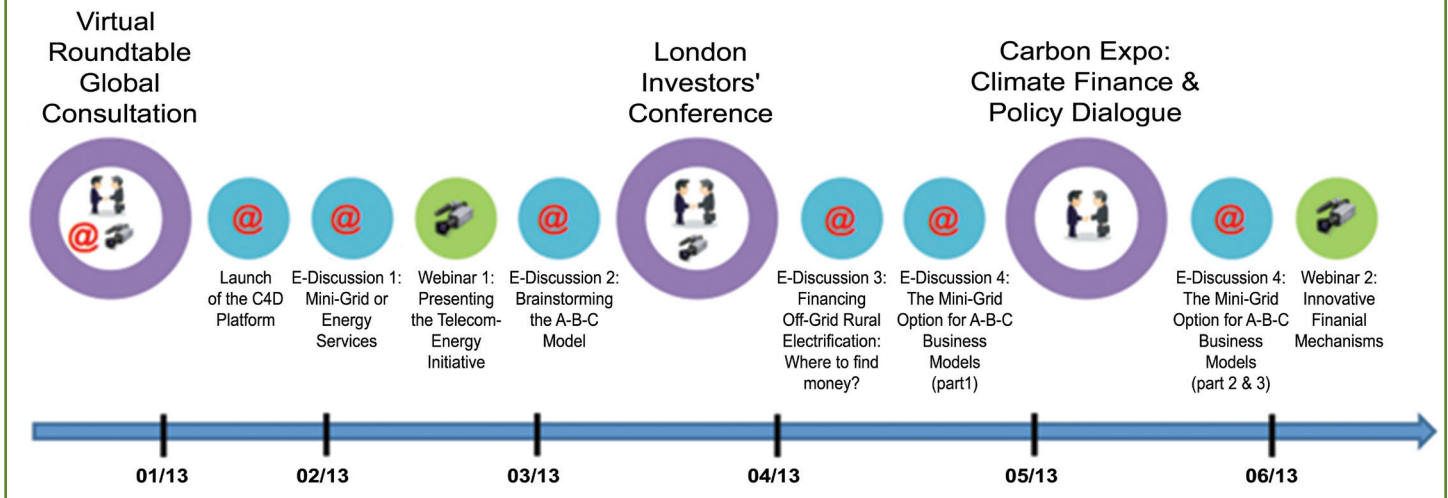 Virtual
Roundtable
Global
Consultation
London
Investors'
Conference
Carbon Expo:
Climate Finance &
Policy Dialogue
@
@
@
@
@
@
@
Launch
of the C4D
Platform
E-Discussion 1:
Mini-Grid or
Energy
Services
Webinar 1:
Presenting
the Telecom-
Energy
Initiative
E-Discussion 2:
Brainstorming
the A-B-C
Model
E-Discussion 3:
Financing
Off-Grid Rural
Electrification:
Where to find
money?
E-Discussion 4:
The Mini-Grid
Option for A-B-C
Business
Models
(part1)
E-Discussion 4:
The Mini-Grid
Option for A-B-C
Business
Models
(part 2 & 3)
Webinar 2:
Innovative
Finanial
Mechanisms
01/13
02/13
03/13
04/13
05/13
06/13